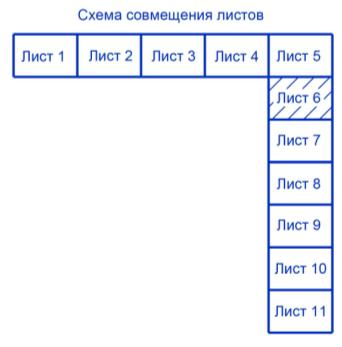 Схема совмещения листов
Лист 1 Лист 2 Лист 3 Лист 4 Лист 5
Лист 6
Лист 7
Лист 8
Лист 9
Лист 10
Лист 11